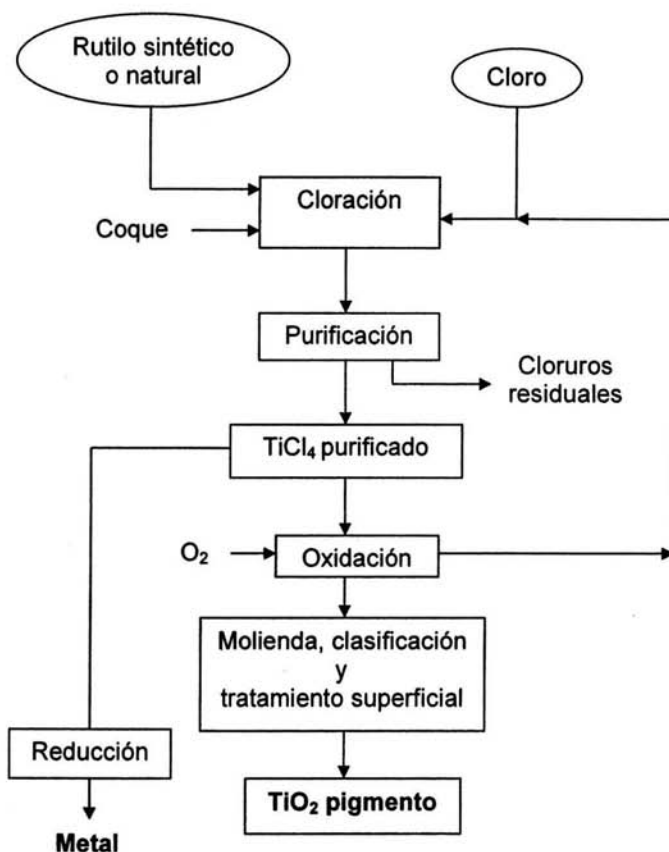 Rutilo sintético
o natural
Cloro
Cloración
Coque
Purificación
Cloruros
residuales
TiCl₄ purificado
O₂
Oxidación
Molienda, clasificación
y
tratamiento superficial
Reducción
TiO₂ pigmento
Metal